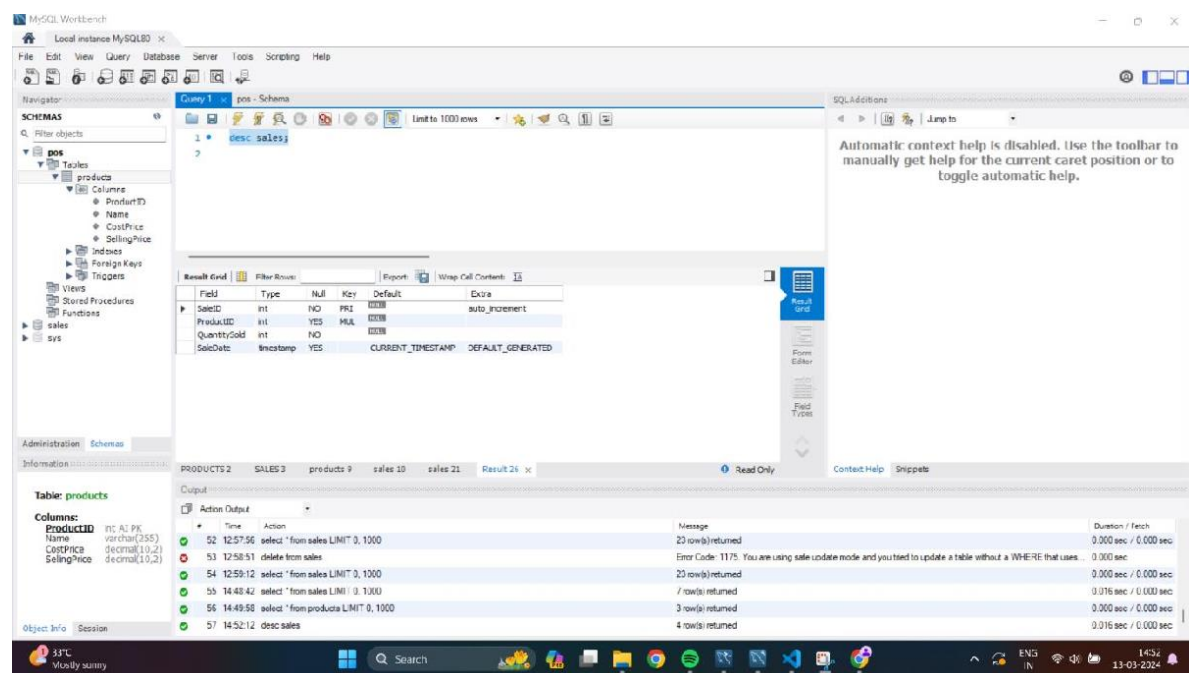 MySQL Workbench
Local instance MySQL80 ×
File Edit View Query Database Server Tools Scripting Help
Navigator
SCHEMAS
Filter objects
pos
Tables
products
Columns
ProductID
Name
CostPrice
SellingPrice
Indexes
Foreign Keys
Triggers
Views
Stored Procedures
Functions
sales
sys
Administration Schemas
Information
Table: products
Columns:
ProductID int AI PK
Name varchar(255)
CostPrice decimal(10,2)
SellingPrice decimal(10,2)
Object Info Session
Query 1 × pos - Schema
Limit to 1000 rows
1 desc sales;
2
Result Grid Filter Rows: Export: Wrap Cell Content:
Field Type Null Key Default Extra
SaleID int NO PRI NULL auto_increment
ProductID int YES MUL NULL
QuantitySold int NO NULL
SaleDate timestamp YES CURRENT_TIMESTAMP DEFAULT_GENERATED
Result Grid
Form Editor
Field Types
PRODUCTS 2 SALES 3 products 9 sales 10 sales 21 Result 26 × Read Only
SQLAdditions
Jump to
Automatic context help is disabled. Use the toolbar to
manually get help for the current caret position or to
toggle automatic help.
Context Help Snippets
Output
Action Output
# Time Action Message Duration / Fetch
52 12:57:56 select * from sales LIMIT 0, 1000 23 row(s) returned 0.000 sec / 0.000 sec
53 12:58:51 delete from sales Error Code: 1175. You are using safe update mode and you tried to update a table without a WHERE that uses... 0.000 sec
54 12:59:12 select * from sales LIMIT 0, 1000 23 row(s) returned 0.000 sec / 0.000 sec
55 14:48:42 select * from sales LIMIT 0, 1000 7 row(s) returned 0.016 sec / 0.000 sec
56 14:49:58 select * from products LIMIT 0, 1000 3 row(s) returned 0.000 sec / 0.000 sec
57 14:52:12 desc sales 4 row(s) returned 0.016 sec / 0.000 sec
33°C
Mostly sunny
Search
ENG
IN
14:52
13-03-2024